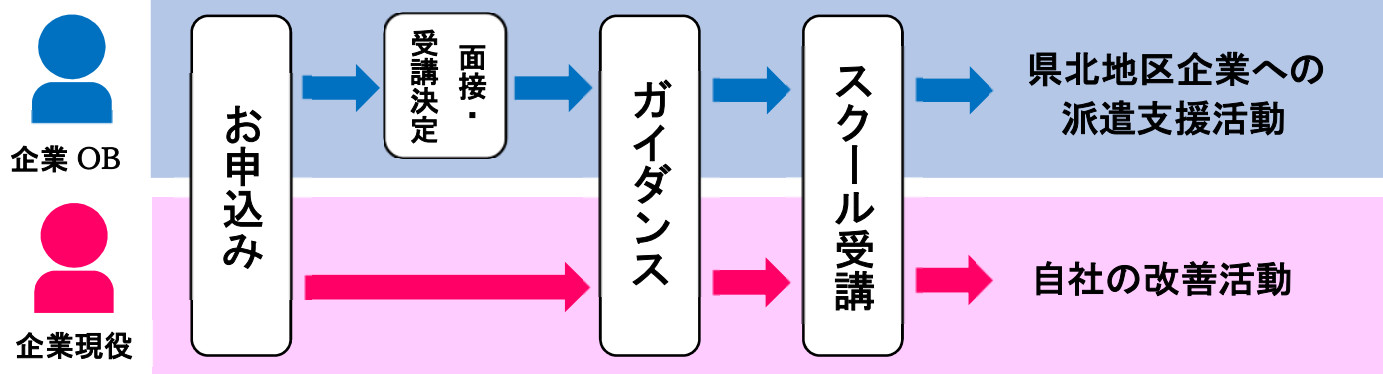 企業 OB
企業現役
お申込み
面接・
受講決定
ガイダンス
スクール受講
県北地区企業への
派遣支援活動
自社の改善活動